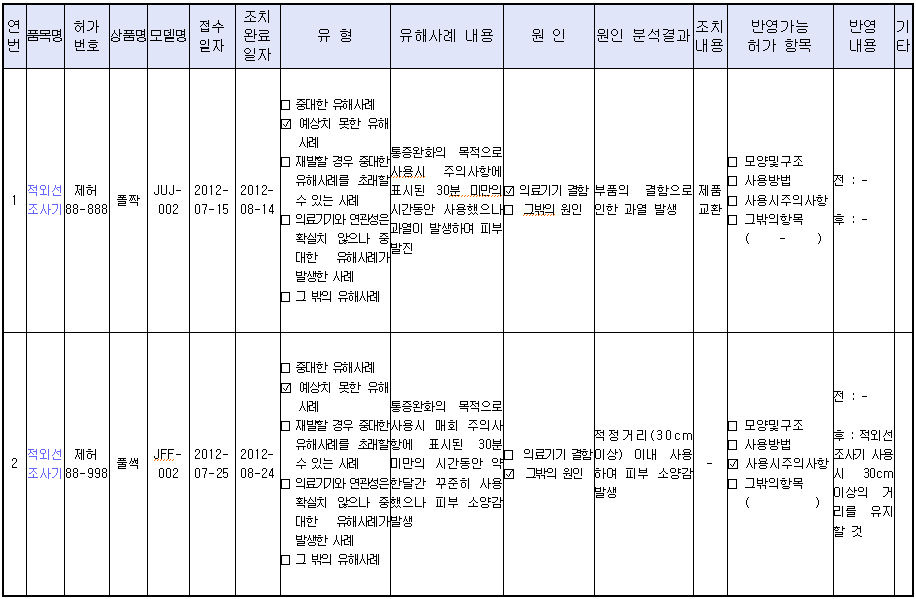 연번
품목명
허가번호
상품명
모델명
접수일자
조치완료일자
유 형
유해사례 내용
원 인
원인 분석결과
조치내용
반영가능
허가 항목
반영
내용
기타
1
적외선
조사기
제허
88-888
폴짝
JUJ-
002
2012-
07-15
2012-
08-14
□ 중대한 유해사례
☑ 예상치 못한 유해
사례
□ 재발할 경우 중대한
유해사례를 초래할
수 있는 사례
□ 의료기기와 연관성은
확실치 않으나 중
대한 유해사례가
발생한 사례
□ 그 밖의 유해사례
통증완화의 목적으로
사용시 주의사항에
표시된 30분 미만의
시간동안 사용했으나
과열이 발생하여 피부
발진
☑ 의료기기 결함
□ 그밖의 원인
부품의 결함으로
인한 과열 발생
제품
교환
□ 모양및구조
□ 사용방법
□ 사용시주의사항
□ 그밖의항목
( - )
전 : -
후 : -
2
적외선
조사기
제허
88-998
폴썩
JFF-
002
2012-
07-25
2012-
08-24
□ 중대한 유해사례
☑ 예상치 못한 유해
사례
□ 재발할 경우 중대한
유해사례를 초래할
수 있는 사례
□ 의료기기와 연관성은
확실치 않으나 중
대한 유해사례가
발생한 사례
□ 그 밖의 유해사례
통증완화의 목적으로
사용시 매회 주의사
항에 표시된 30분
미만의 시간동안 약
한달간 꾸준히 사용
했으나 피부 소양감
발생
□ 의료기기 결함
☑ 그밖의 원인
적정거리(30cm
이상) 이내 사용
하며 피부 소양감
발생
-
□ 모양및구조
□ 사용방법
☑ 사용시주의사항
□ 그밖의항목
( )
전 : -
후 : 적외선
조사기 사용
시 30cm
이상의 거
리를 유지
할 것